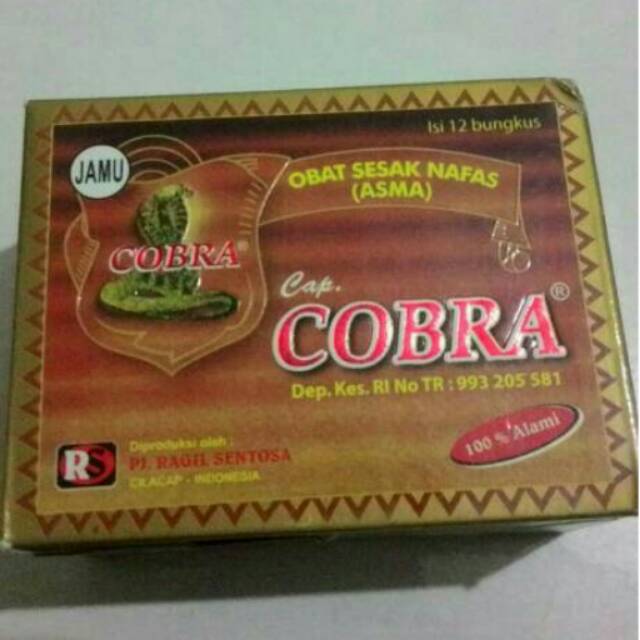 Isi 12 bungkus
JAMU
OBAT SESAK NAFAS
(ASMA)
COBRA®
Cap.
COBRA®
Dep. Kes. RI No TR : 993 205 581
100 % Alami
RS
Diproduksi oleh :
PJ. RAGIL SENTOSA
CILACAP - INDONESIA